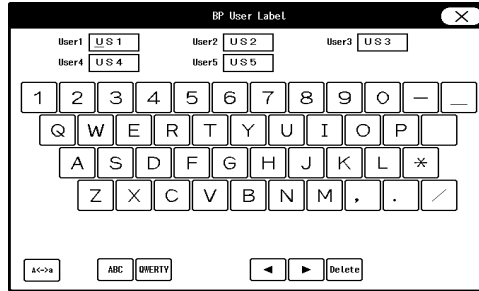 BP User Label X
User1 US1 User2 US2 User3 US3
User4 US4 User5 US5
1 2 3 4 5 6 7 8 9 0 - _
Q W E R T Y U I O P
A S D F G H J K L *
Z X C V B N M , . /
A<->a ABC QWERTY ◄ ► Delete